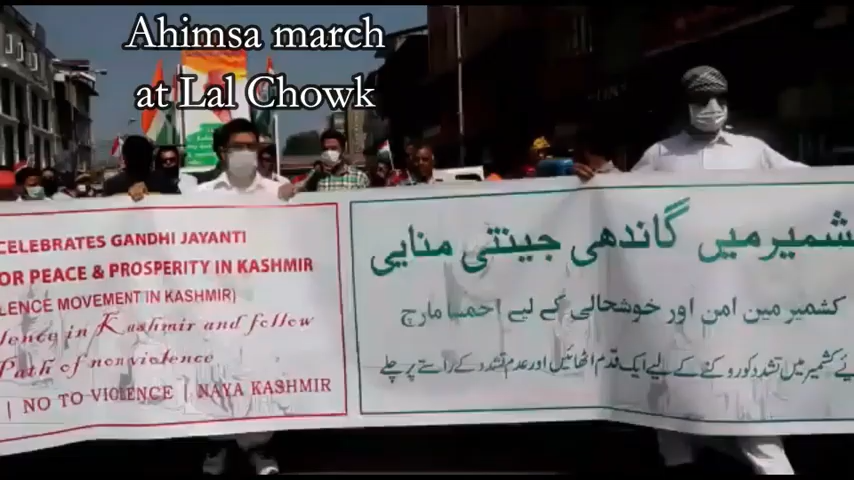 Ahimsa march
at Lal Chowk
CELEBRATES GANDHI JAYANTI
OR PEACE & PROSPERITY IN KASHMIR
LENCE MOVEMENT IN KASHMIR)
lence in Kashmir and follow
Path of nonviolence
| NO TO VIOLENCE | NAYA KASHMIR
کشمیر میں گاندھی جینتی منایی
کشمیر مین امن اور خوشحالی کے لیے احمسا مارچ
ئے کشمیر میں تشدد کو روکنے کے لیے ایک قدم اٹھائیں اور عدم تشدد کے راستے پر چلے